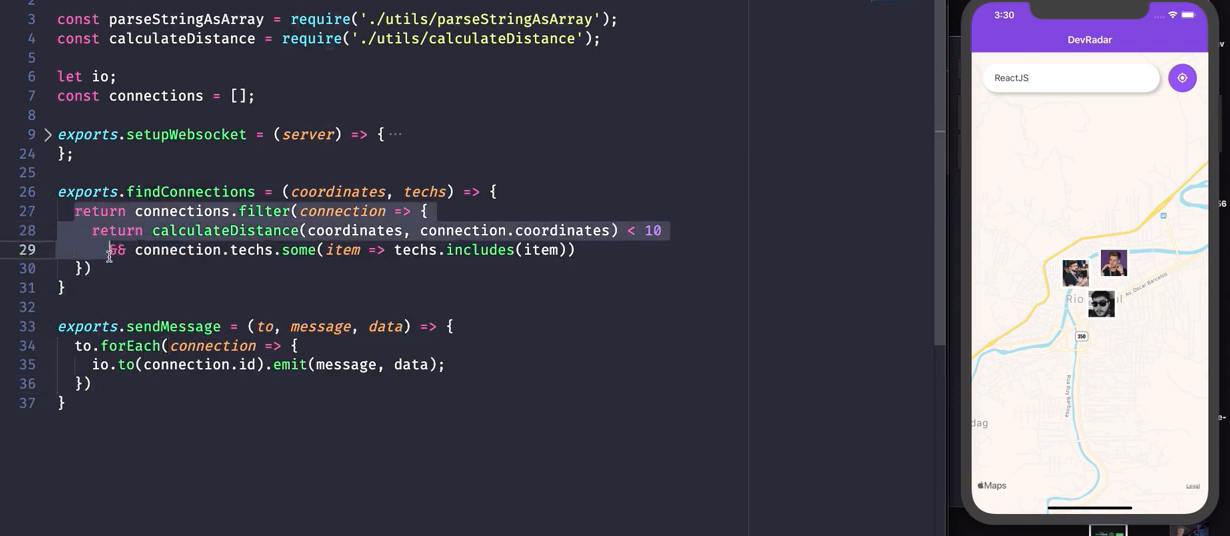 2
3 const parseStringAsArray = require('./utils/parseStringAsArray');
4 const calculateDistance = require('./utils/calculateDistance');
5
6 let io;
7 const connections = [];
8
9 exports.setupWebsocket = (server) => { ···
24 };
25
26 exports.findConnections = (coordinates, techs) => {
27 return connections.filter(connection => {
28 return calculateDistance(coordinates, connection.coordinates) < 10
29 && connection.techs.some(item => techs.includes(item))
30 })
31 }
32
33 exports.sendMessage = (to, message, data) => {
34 to.forEach(connection => {
35 io.to(connection.id).emit(message, data);
36 })
37 }
3:30
DevRadar
ReactJS
Av. Oscar Barcelos
Rio
350
Rua Ruy Barbosa
dag
Maps
Legal